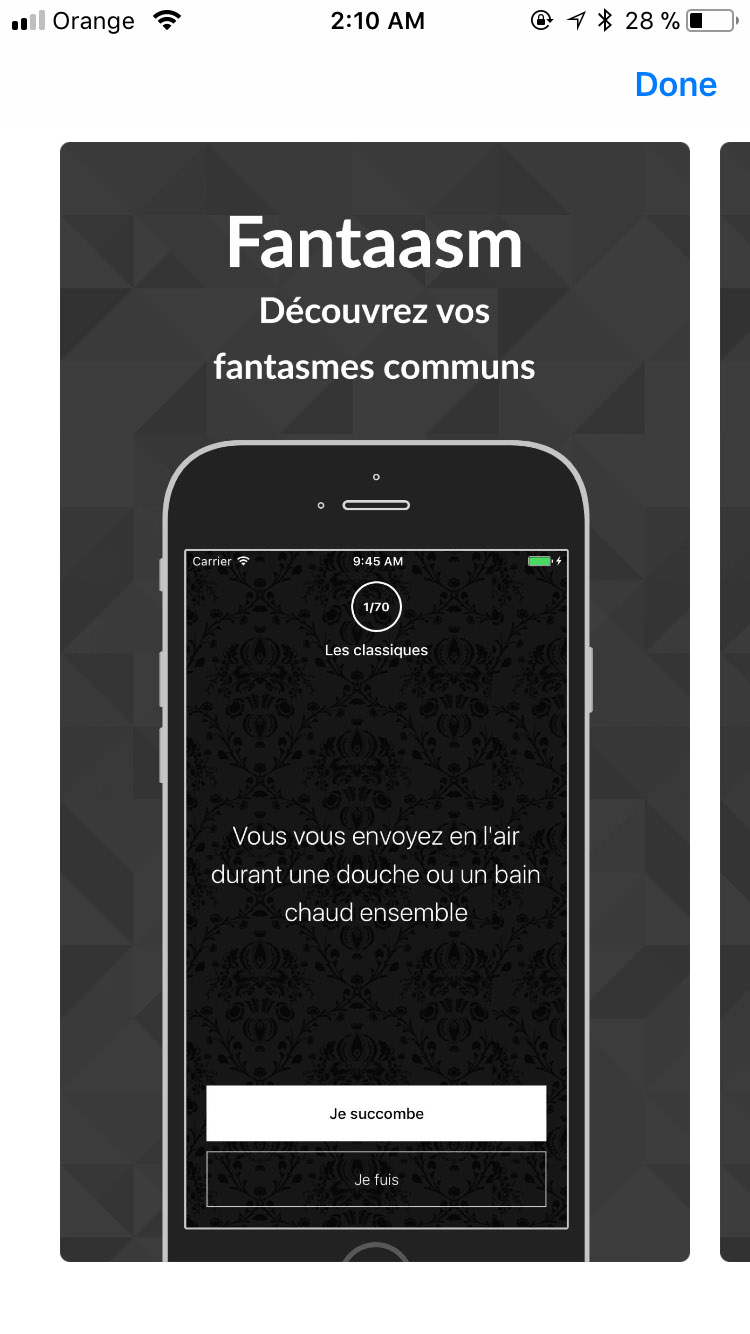 Orange 2:10 AM 28 %
Done
Fantaasm
Découvrez vos
fantasmes communs
Carrier 9:45 AM
1/70
Les classiques
Vous vous envoyez en l'air
durant une douche ou un bain
chaud ensemble
Je succombe
Je fuis